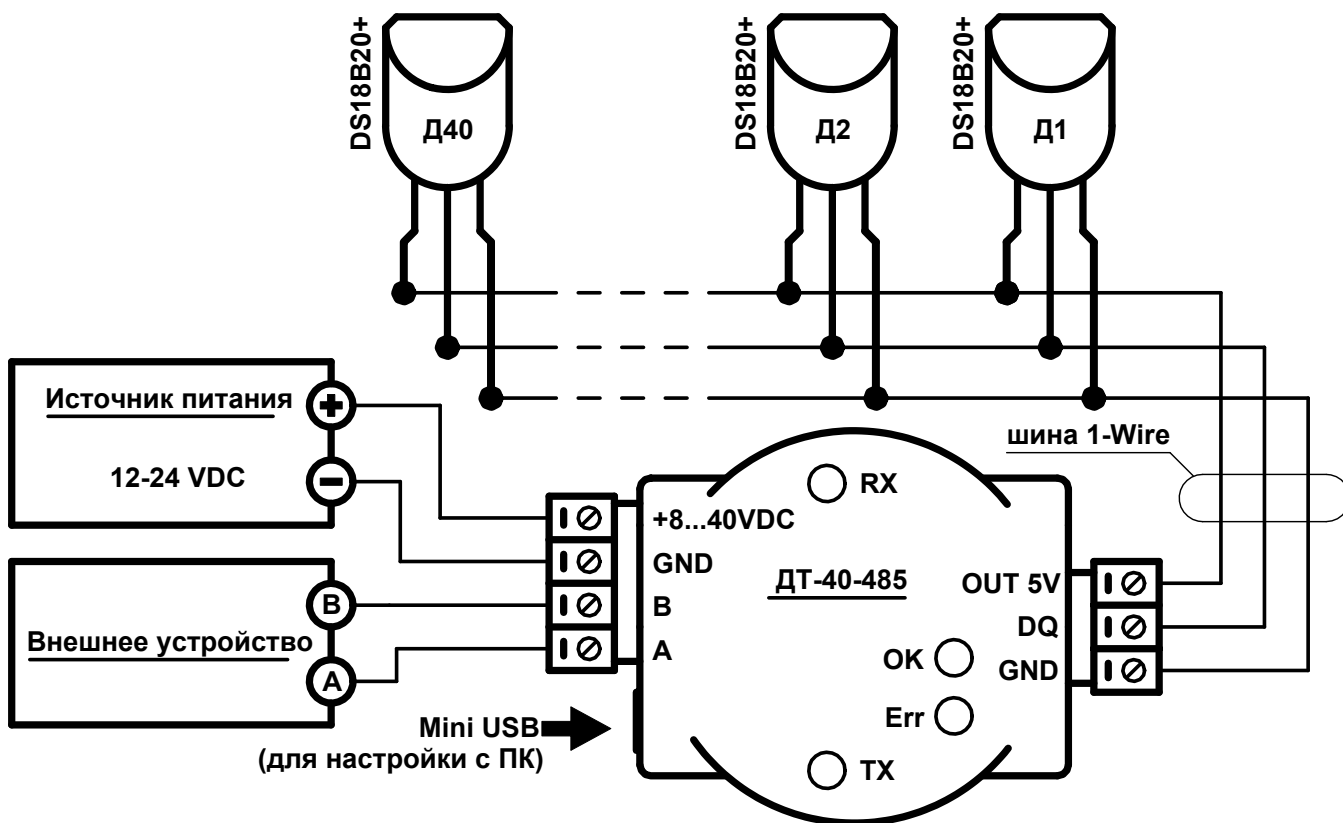 DS18B20+
Д40
DS18B20+
Д2
DS18B20+
Д1
Источник питания
+
−
12-24 VDC
шина 1-Wire
RX
+8...40VDC
GND
B
A
ДТ-40-485
OUT 5V
DQ
GND
OK
Err
TX
B
Внешнее устройство
A
Mini USB
(для настройки с ПК)